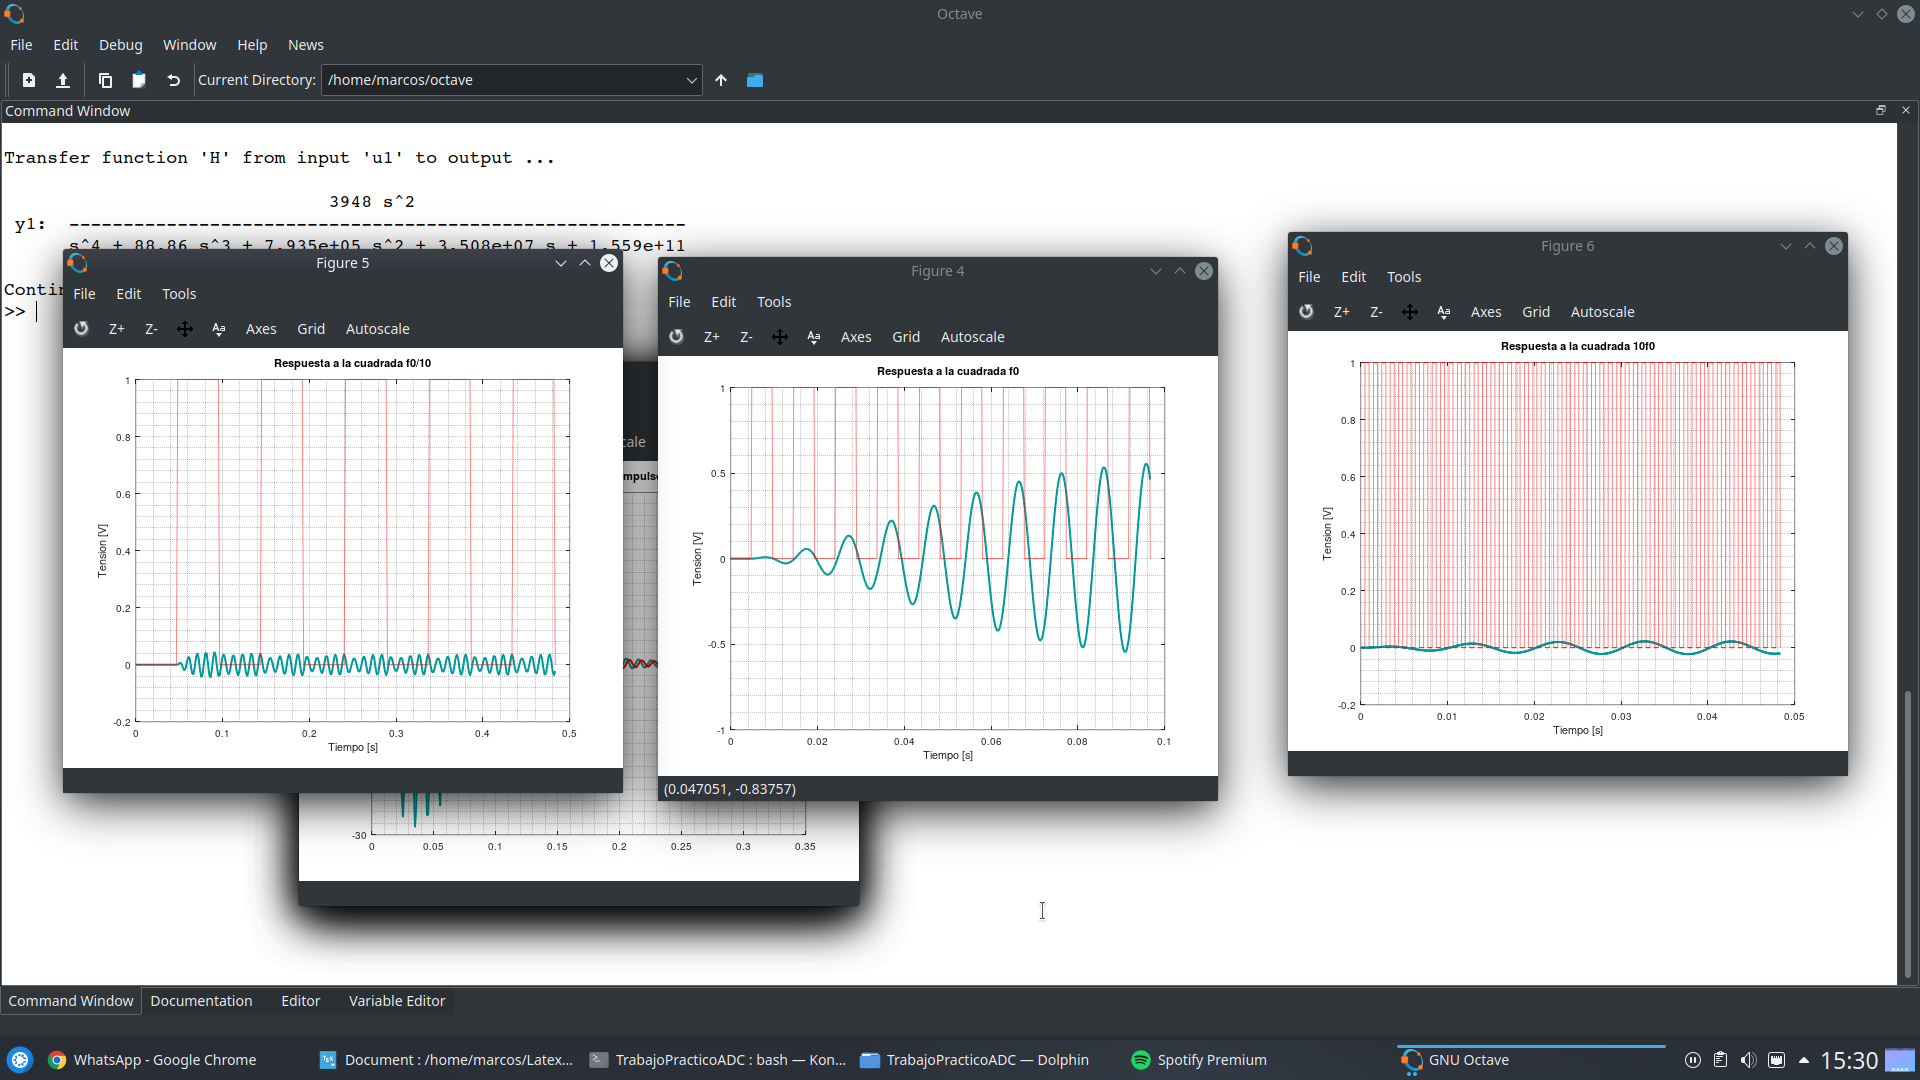 Octave
File Edit Debug Window Help News
Current Directory: /home/marcos/octave
Command Window
Transfer function 'H' from input 'u1' to output ...
3948 s^2
y1: ---------------------------------------------------------
s^4 + 88.86 s^3 + 7.935e+05 s^2 + 3.508e+07 s + 1.559e+11
Contin
>>
Figure 5
File Edit Tools
Z+ Z- Aa Axes Grid Autoscale
Respuesta a la cuadrada f0/10
1
0.8
0.6
0.4
0.2
0
-0.2
Tension [V]
0 0.1 0.2 0.3 0.4 0.5
Tiempo [s]
cale
mpulso
-30
0 0.05 0.1 0.15 0.2 0.25 0.3 0.35
Figure 4
File Edit Tools
Z+ Z- Aa Axes Grid Autoscale
Respuesta a la cuadrada f0
1
0.5
0
-0.5
-1
Tension [V]
0 0.02 0.04 0.06 0.08 0.1
Tiempo [s]
(0.047051, -0.83757)
Figure 6
File Edit Tools
Z+ Z- Aa Axes Grid Autoscale
Respuesta a la cuadrada 10f0
1
0.8
0.6
0.4
0.2
0
-0.2
Tension [V]
0 0.01 0.02 0.03 0.04 0.05
Tiempo [s]
Command Window Documentation Editor Variable Editor
WhatsApp - Google Chrome
Document : /home/marcos/Latex...
TrabajoPracticoADC : bash — Kon...
TrabajoPracticoADC — Dolphin
Spotify Premium
GNU Octave
15:30